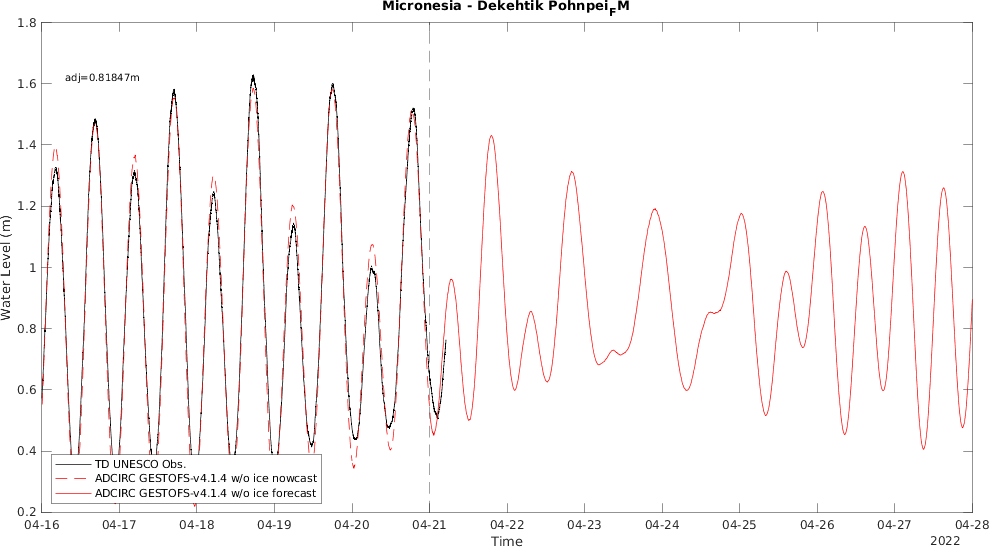 Micronesia - Dekehtik Pohnpei_FM
1.8
1.6
1.4
1.2
1
0.8
0.6
0.4
0.2
Water Level (m)
adj=0.81847m
TD UNESCO Obs.
ADCIRC GESTOFS-v4.1.4 w/o ice nowcast
ADCIRC GESTOFS-v4.1.4 w/o ice forecast
04-16 04-17 04-18 04-19 04-20 04-21 04-22 04-23 04-24 04-25 04-26 04-27 04-28
Time
2022